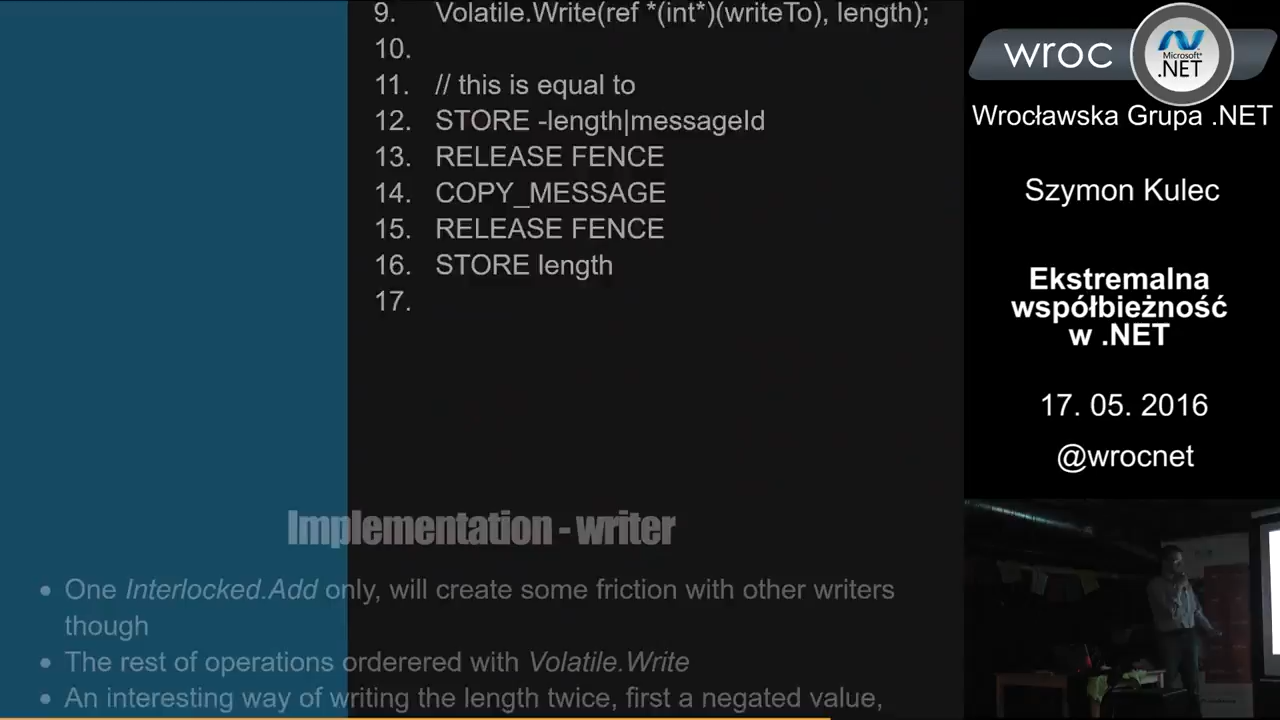 9. Volatile.Write(ref *(int*)(writeTo), length);
10.
11. // this is equal to
12. STORE -length|messageId
13. RELEASE FENCE
14. COPY_MESSAGE
15. RELEASE FENCE
16. STORE length
17.
Implementation - writer
• One Interlocked.Add only, will create some friction with other writers
though
• The rest of operations orderered with Volatile.Write
• An interesting way of writing the length twice, first a negated value,
wroc
Microsoft®
.NET
Wrocławska Grupa .NET
Szymon Kulec
Ekstremalna
współbieżność
w .NET
17. 05. 2016
@wrocnet